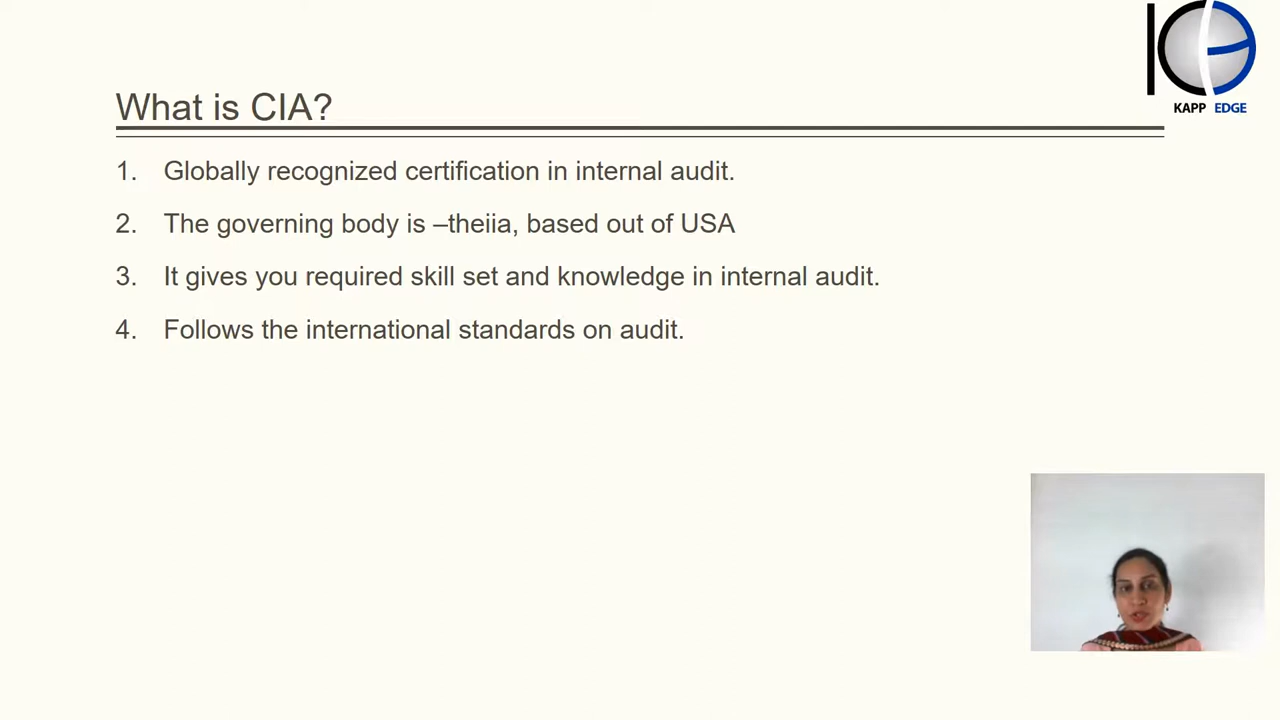 KAPP EDGE
What is CIA?
1. Globally recognized certification in internal audit.
2. The governing body is –theiia, based out of USA
3. It gives you required skill set and knowledge in internal audit.
4. Follows the international standards on audit.